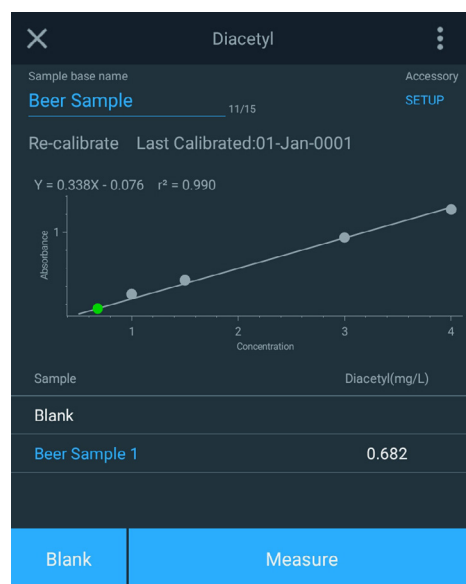 Diacetyl
Sample base name
Accessory
Beer Sample
11/15
SETUP
Re-calibrate Last Calibrated:01-Jan-0001
Y = 0.338X - 0.076 r² = 0.990
Absorbance
1
1 2 3 4
Concentration
Sample Diacetyl(mg/L)
Blank
Beer Sample 1 0.682
Blank Measure